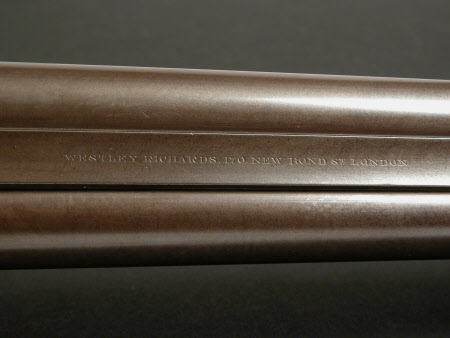 WESTLEY RICHARDS. 170. NEW BOND ST LONDON